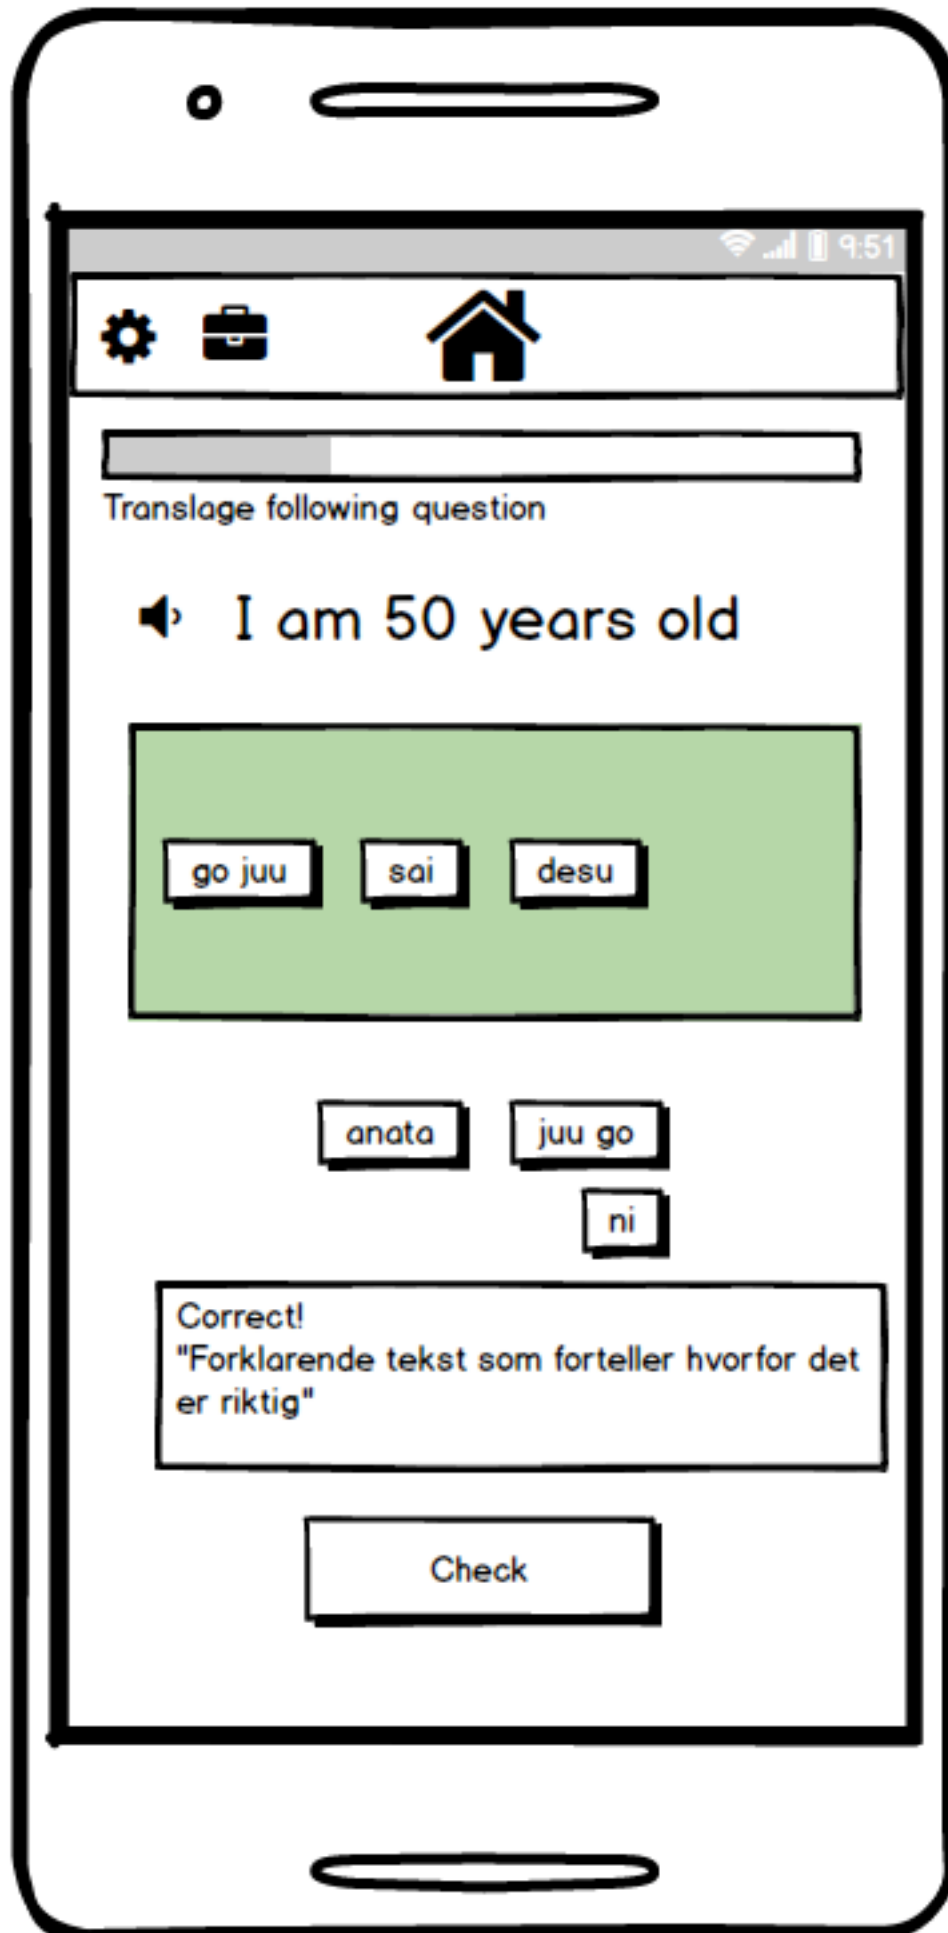 9:51
Translage following question
I am 50 years old
go juu sai desu
anata juu go
ni
Correct!
"Forklarende tekst som forteller hvorfor det
er riktig"
Check